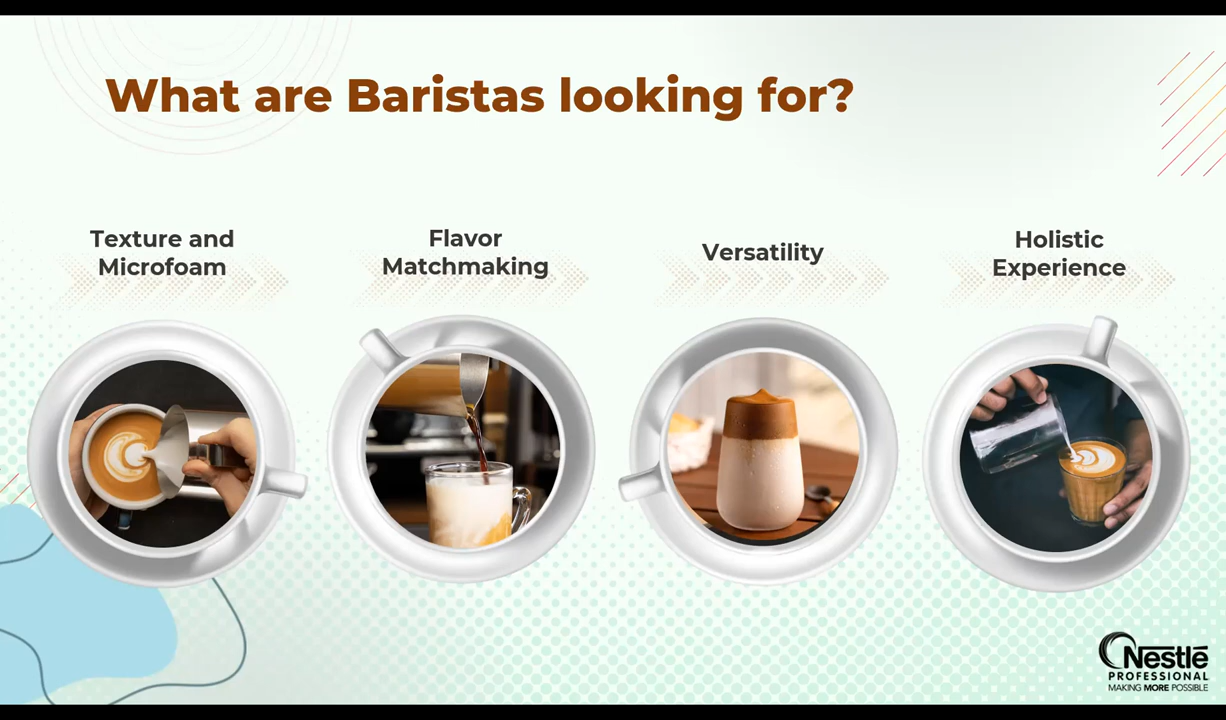 What are Baristas looking for?
Texture and
Microfoam
Flavor
Matchmaking
Versatility
Holistic
Experience
Nestlé
PROFESSIONAL
MAKING MORE POSSIBLE